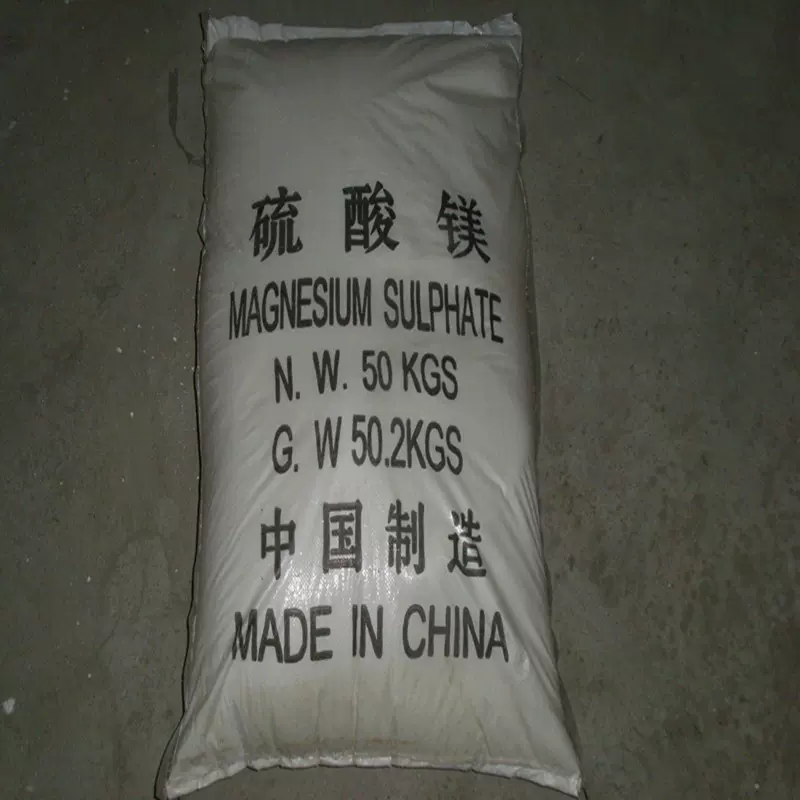 硫酸镁
MAGNESIUM SULPHATE
N. W. 50 KGS
G. W 50.2KGS
中国制造
MADE IN CHINA